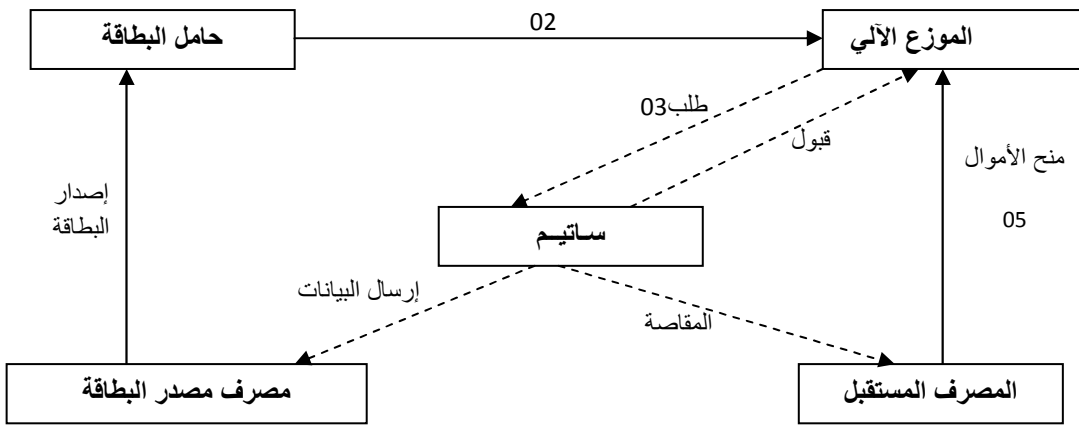 02
حامل البطاقة
الموزع الآلي
طلب03
قبول
منح الأموال
05
إصدار
البطاقة
ساتيـم
إرسال البيانات
المقاصة
مصرف مصدر البطاقة
المصرف المستقبل